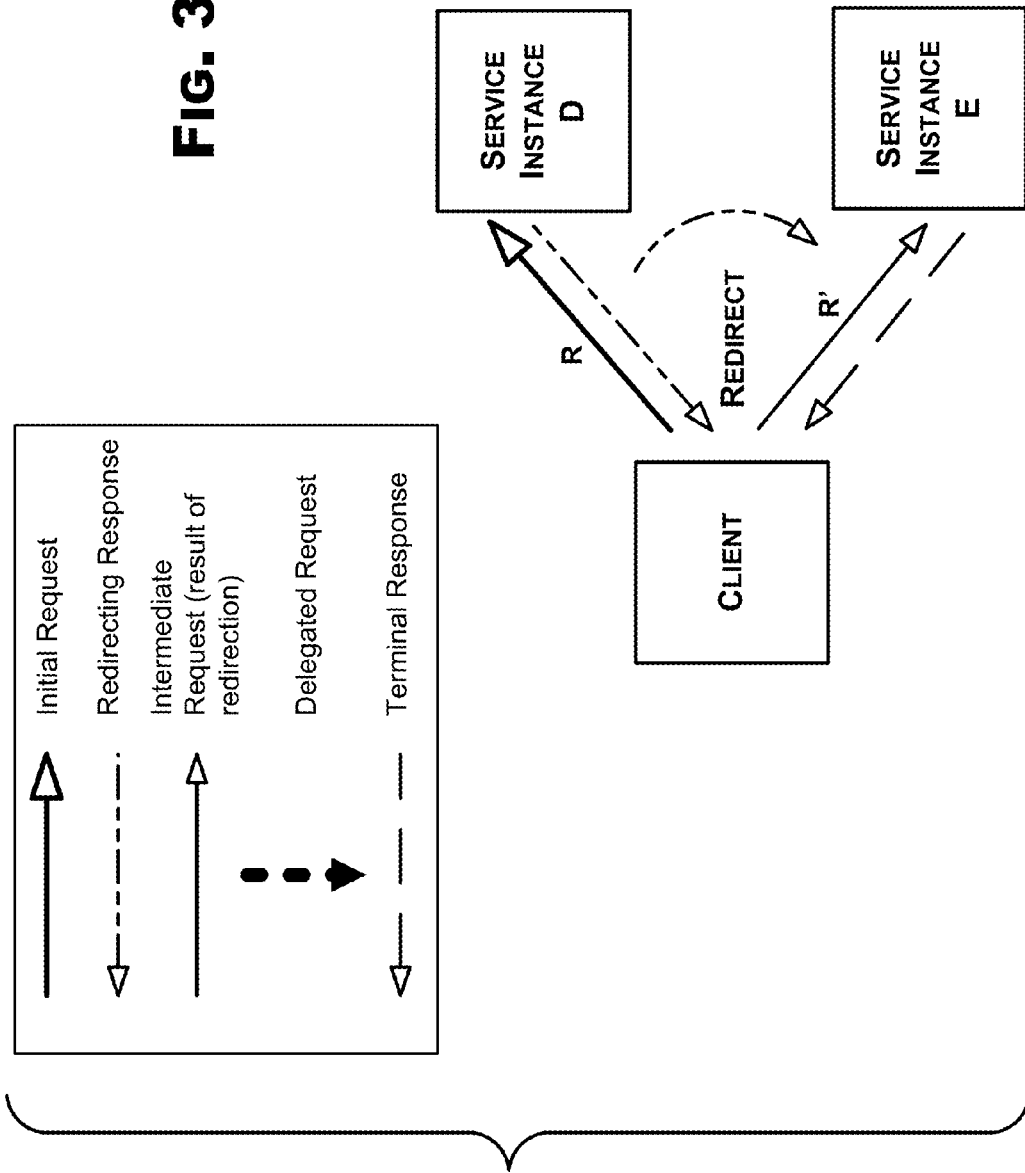 FIG. 3
Initial Request
Redirecting Response
Intermediate
Request (result of
redirection)
Delegated Request
Terminal Response
SERVICE
INSTANCE
D
R
REDIRECT
CLIENT
R'
SERVICE
INSTANCE
E